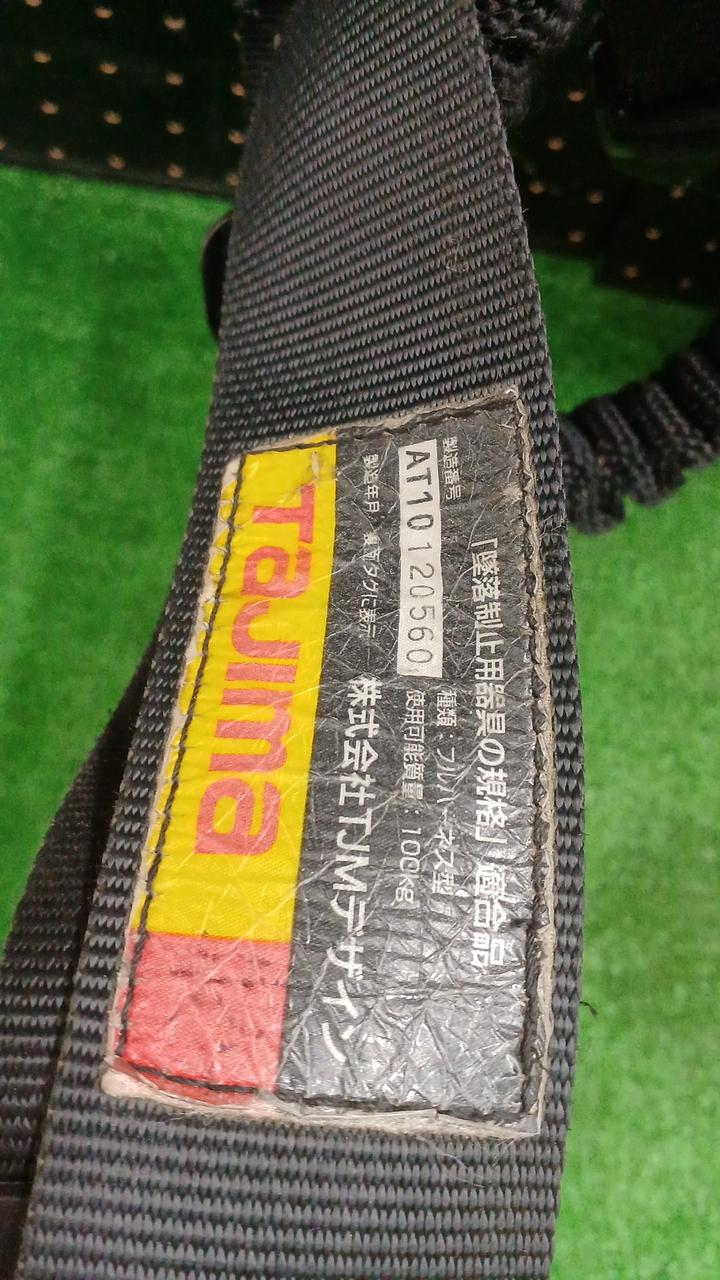 「墜落制止用器具の規格」適合品
製造番号 種類：フルハーネス型
AT10120560 使用可能質量：100kg
製造年月
株式会社TJMデザイン
TaJIma